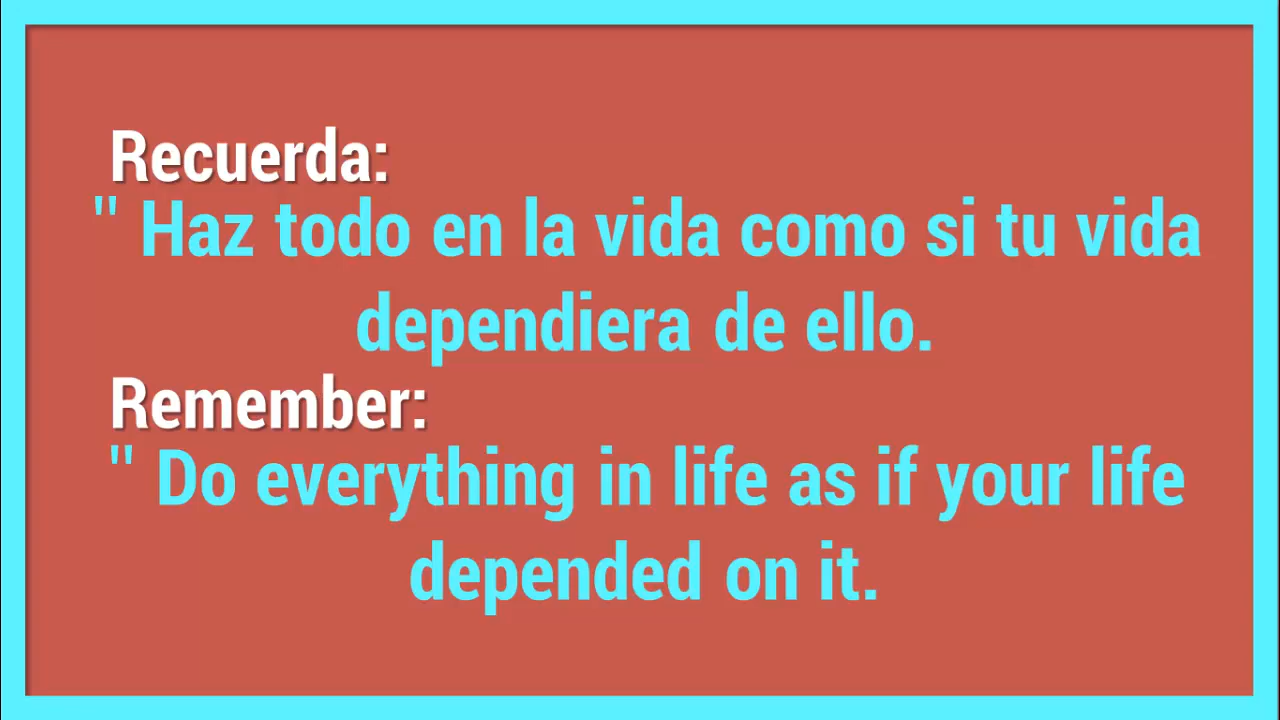 Recuerda:
" Haz todo en la vida como si tu vida
dependiera de ello.
Remember:
" Do everything in life as if your life
depended on it.